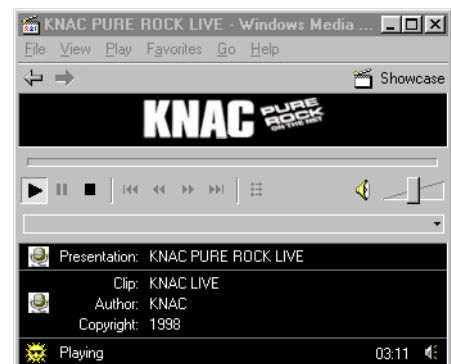 KNAC PURE ROCK LIVE - Windows Media ...
File View Play Favorites Go Help
Showcase
KNAC PURE ROCK ON THE NET
Presentation: KNAC PURE ROCK LIVE
Clip: KNAC LIVE
Author: KNAC
Copyright: 1998
Playing 03:11